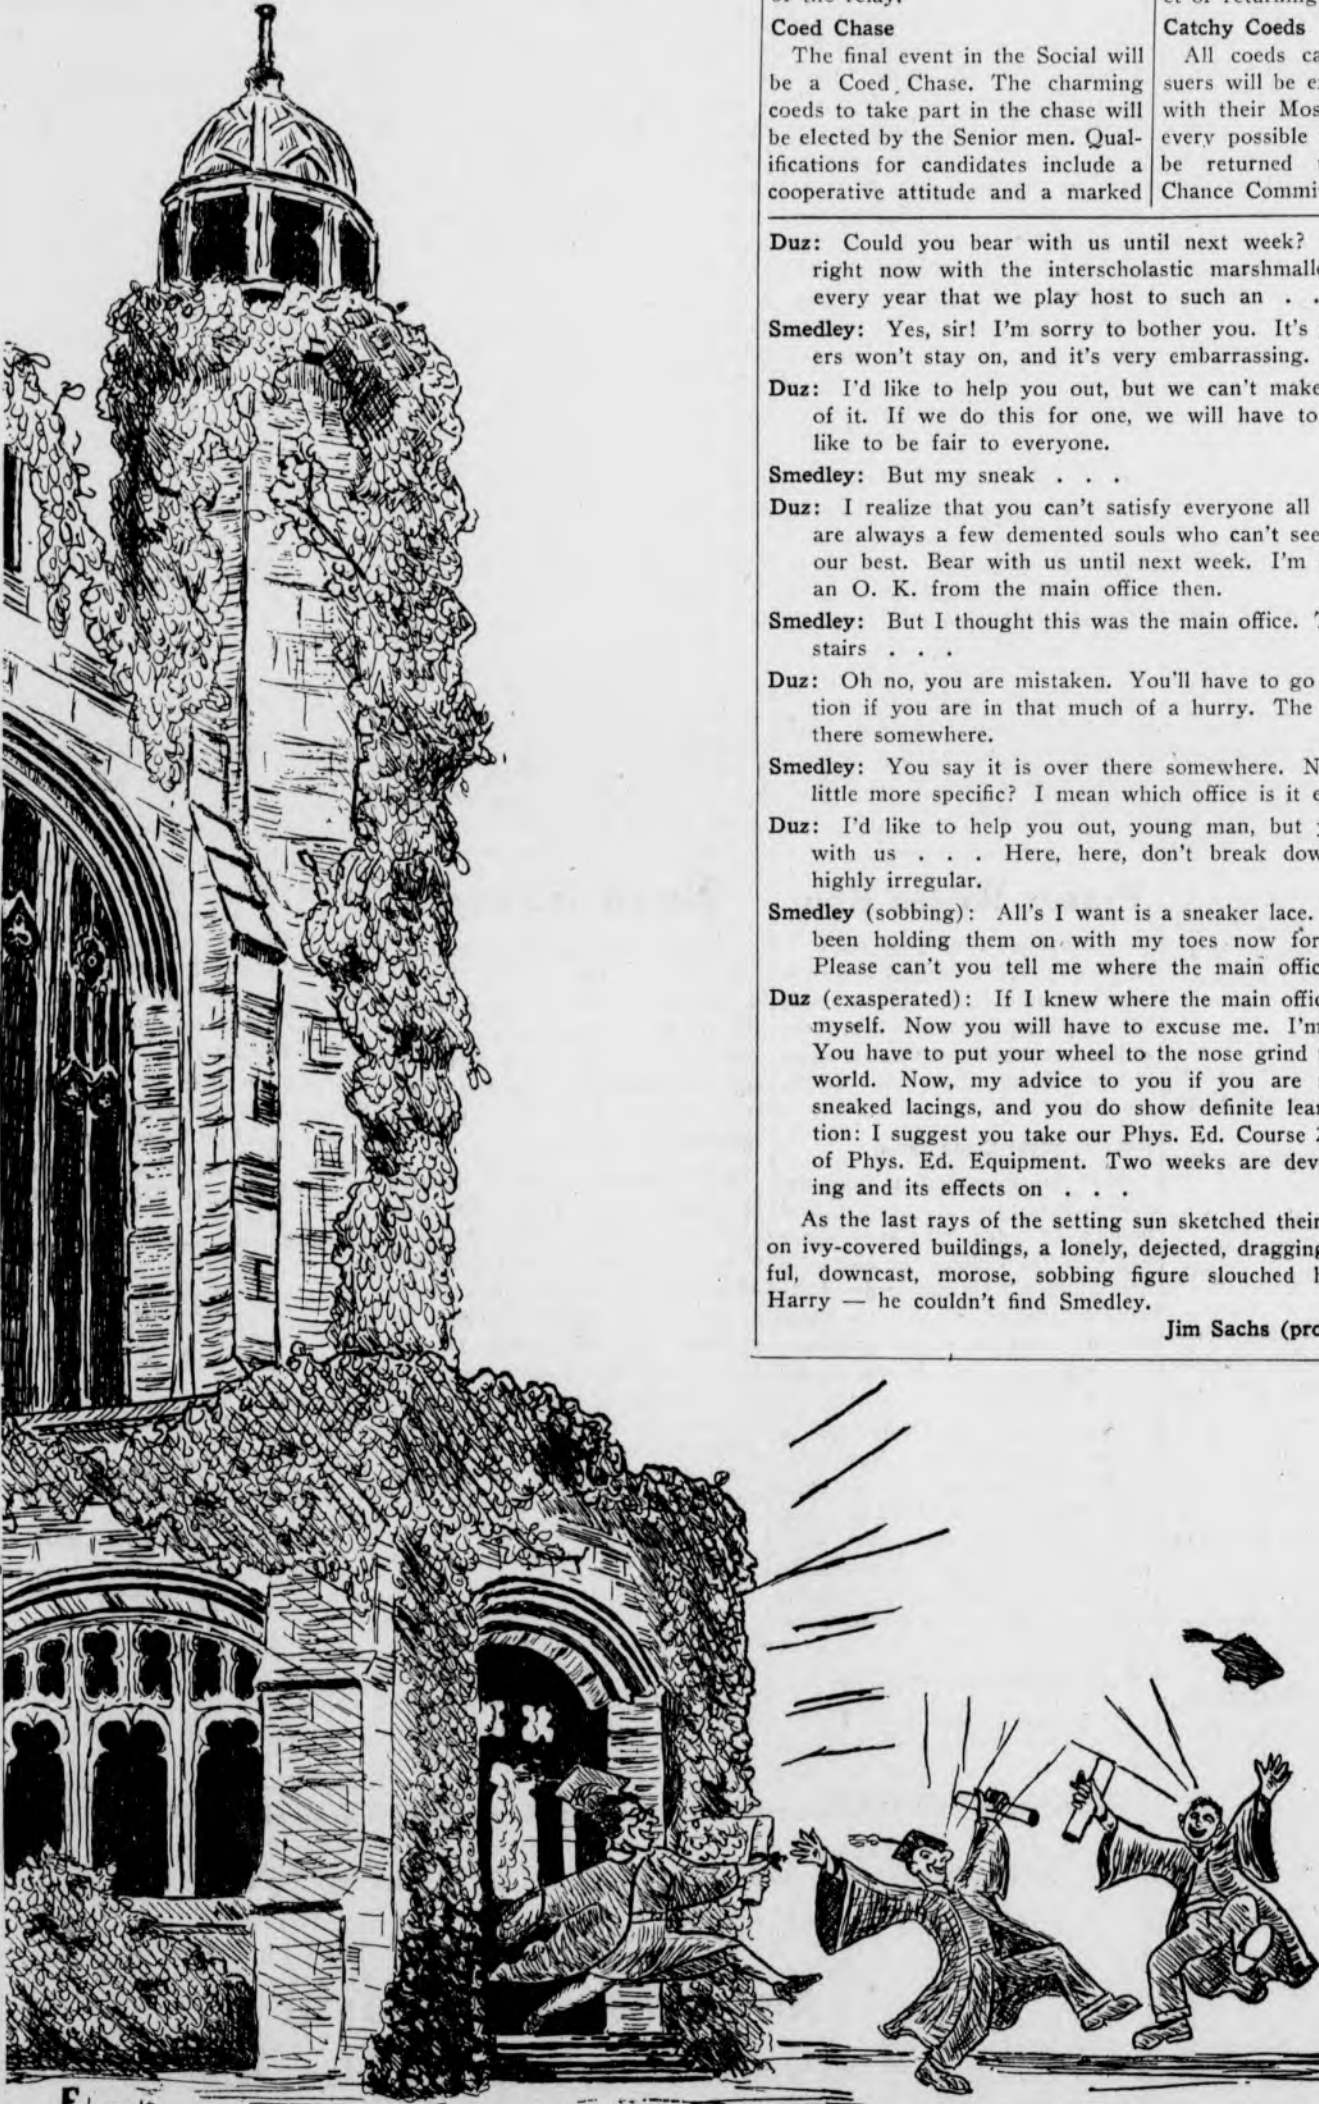 of the relay.
Coed Chase
The final event in the Social will
be a Coed Chase. The charming
coeds to take part in the chase will
be elected by the Senior men. Qual-
ifications for candidates include a
cooperative attitude and a marked
et of returning
Catchy Coeds
All coeds ca
suers will be e
with their Mos
every possible
be returned
Chance Commi
Duz: Could you bear with us until next week?
right now with the interscholastic marshmall
every year that we play host to such an . .
Smedley: Yes, sir! I'm sorry to bother you. It's
ers won't stay on, and it's very embarrassing.
Duz: I'd like to help you out, but we can't make
of it. If we do this for one, we will have to
like to be fair to everyone.
Smedley: But my sneak . . .
Duz: I realize that you can't satisfy everyone all
are always a few demented souls who can't see
our best. Bear with us until next week. I'm
an O. K. from the main office then.
Smedley: But I thought this was the main office.
stairs . . .
Duz: Oh no, you are mistaken. You'll have to go
tion if you are in that much of a hurry. The
there somewhere.
Smedley: You say it is over there somewhere. N
little more specific? I mean which office is it e
Duz: I'd like to help you out, young man, but
with us . . . Here, here, don't break dow
highly irregular.
Smedley (sobbing): All's I want is a sneaker lace.
been holding them on with my toes now for
Please can't you tell me where the main offic
Duz (exasperated): If I knew where the main offic
myself. Now you will have to excuse me. I'm
You have to put your wheel to the nose grind
world. Now, my advice to you if you are
sneaked lacings, and you do show definite lear
tion: I suggest you take our Phys. Ed. Course
of Phys. Ed. Equipment. Two weeks are dev
ing and its effects on . . .
As the last rays of the setting sun sketched their
on ivy-covered buildings, a lonely, dejected, dragging
ful, downcast, morose, sobbing figure slouched h
Harry — he couldn't find Smedley.
Jim Sachs (pro